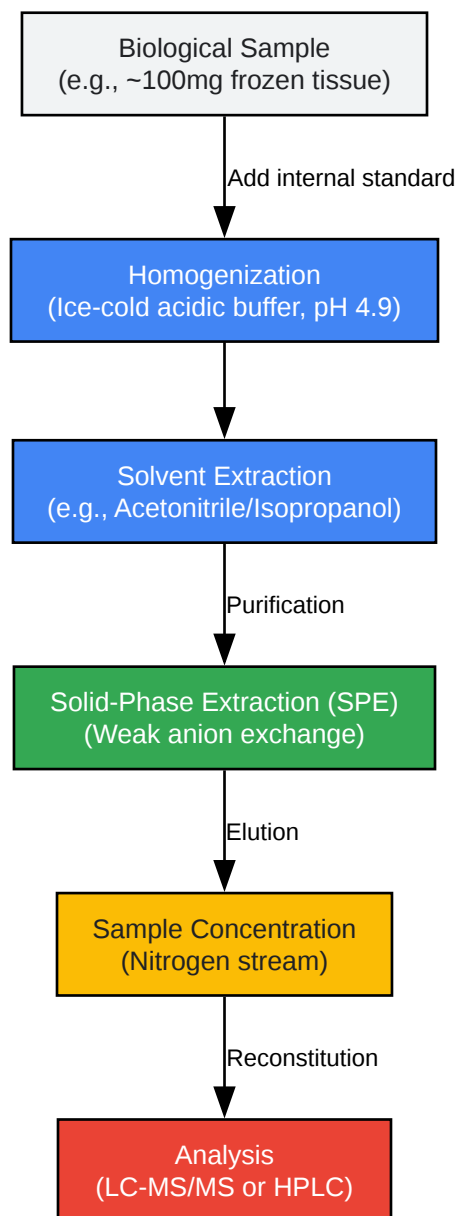 Biological Sample
(e.g., ~100mg frozen tissue)
Add internal standard
Homogenization
(Ice-cold acidic buffer, pH 4.9)
Solvent Extraction
(e.g., Acetonitrile/Isopropanol)
Purification
Solid-Phase Extraction (SPE)
(Weak anion exchange)
Elution
Sample Concentration
(Nitrogen stream)
Reconstitution
Analysis
(LC-MS/MS or HPLC)